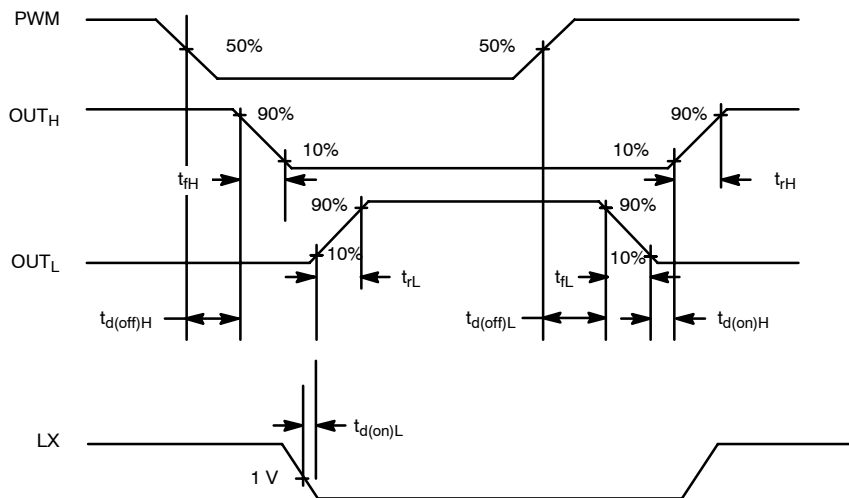 PWM
50%
50%
OUTH
90%
90%
10%
10%
tfH
trH
90%
90%
OUTL
10%
trL
tfL
10%
td(off)H
td(off)L
td(on)H
LX
td(on)L
1 V